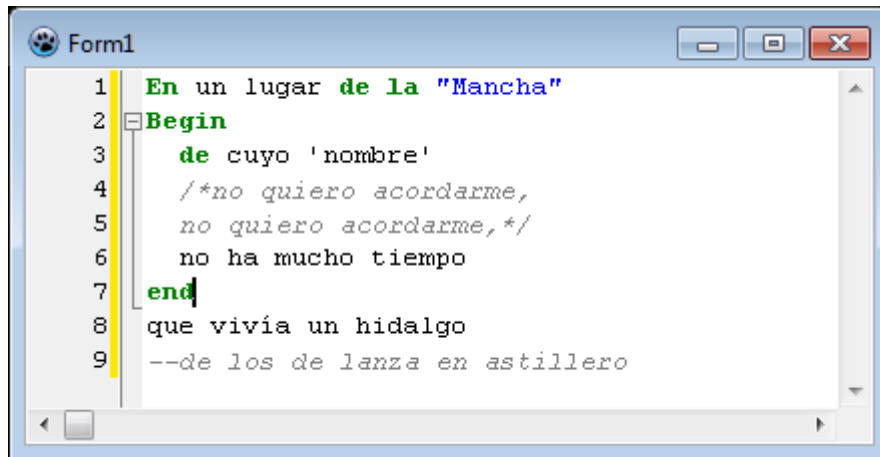 Form1
1 En un lugar de la "Mancha"
2 Begin
3 de cuyo 'nombre'
4 /*no quiero acordarme,
5 no quiero acordarme,*/
6 no ha mucho tiempo
7 end
8 que vivía un hidalgo
9 --de los de lanza en astillero